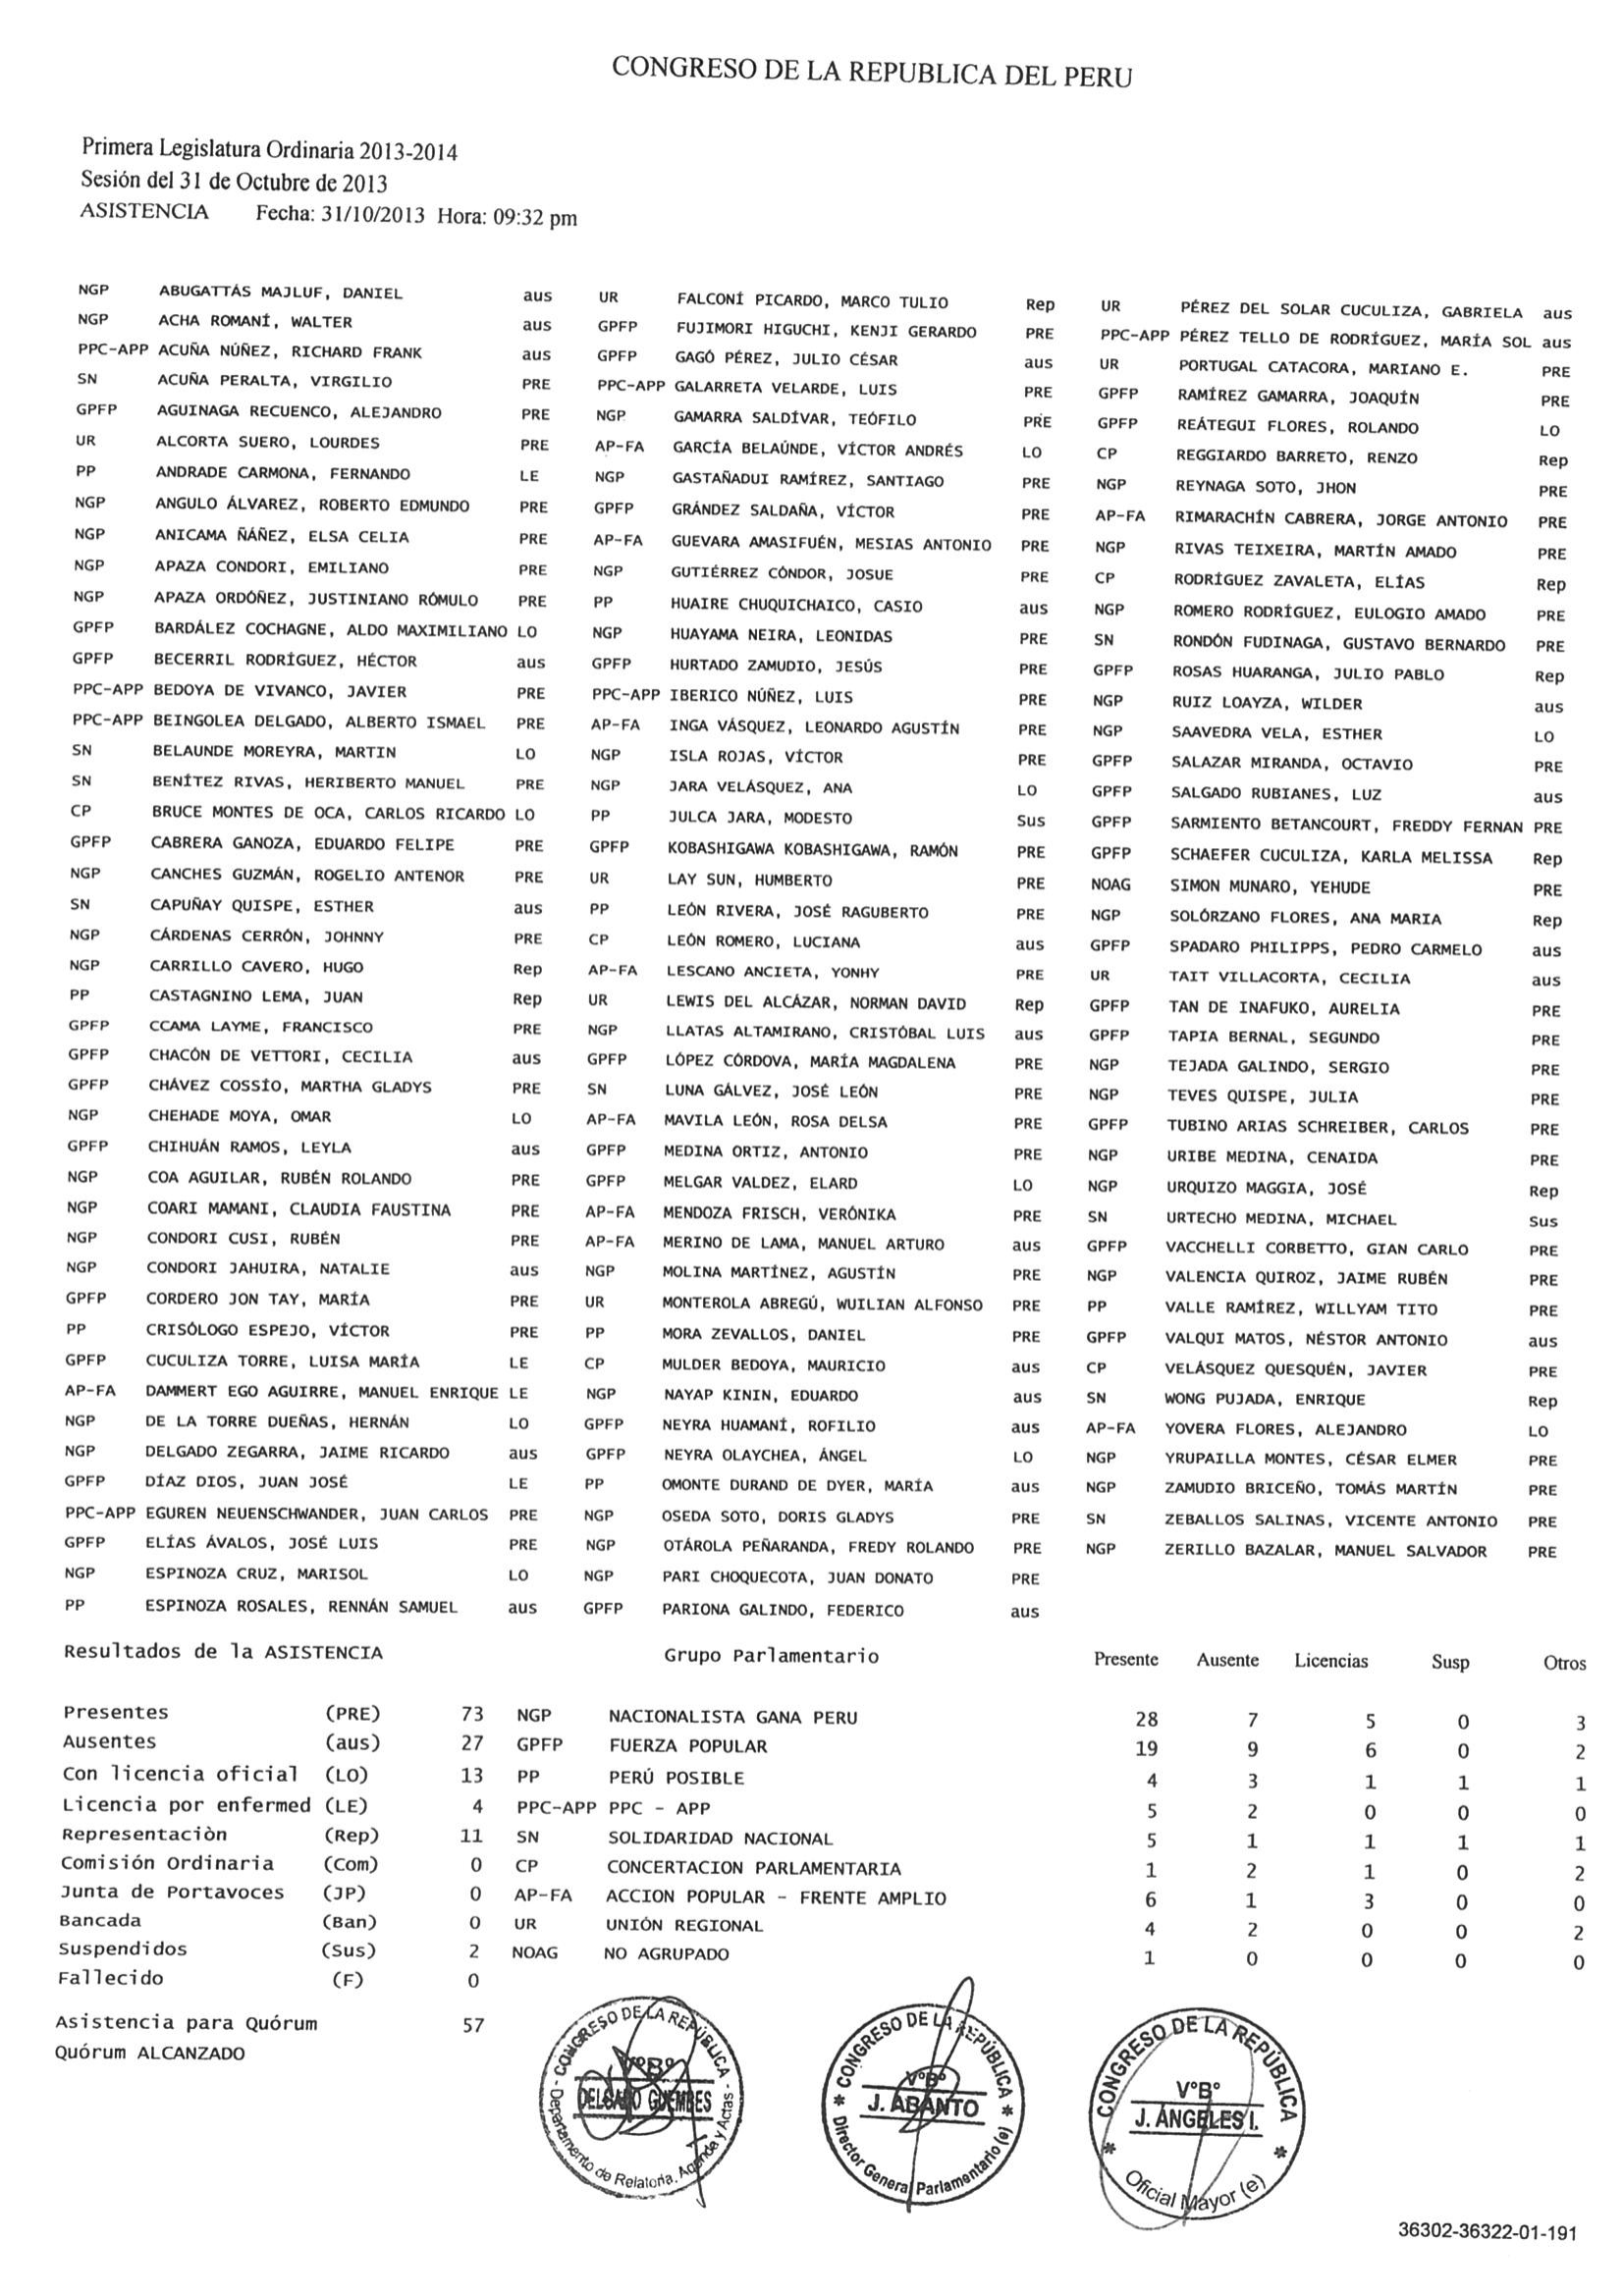 CONGRESO DE LA REPUBLICA DEL PERU
Primera Legislatura Ordinaria 2013-2014
Sesión del 31 de Octubre de 2013
ASISTENCIA Fecha: 31/10/2013 Hora: 09:32 pm
NGP ABUGATTÁS MAJLUF, DANIEL aus
NGP ACHA ROMANÍ, WALTER aus
PPC-APP ACUÑA NÚÑEZ, RICHARD FRANK aus
SN ACUÑA PERALTA, VIRGILIO PRE
GPFP AGUINAGA RECUENCO, ALEJANDRO PRE
UR ALCORTA SUERO, LOURDES PRE
PP ANDRADE CARMONA, FERNANDO LE
NGP ANGULO ÁLVAREZ, ROBERTO EDMUNDO PRE
NGP ANICAMA ÑÁÑEZ, ELSA CELIA PRE
NGP APAZA CONDORI, EMILIANO PRE
NGP APAZA ORDÓÑEZ, JUSTINIANO RÓMULO PRE
GPFP BARDÁLEZ COCHAGNE, ALDO MAXIMILIANO LO
GPFP BECERRIL RODRÍGUEZ, HÉCTOR aus
PPC-APP BEDOYA DE VIVANCO, JAVIER PRE
PPC-APP BEINGOLEA DELGADO, ALBERTO ISMAEL PRE
SN BELAUNDE MOREYRA, MARTIN LO
SN BENÍTEZ RIVAS, HERIBERTO MANUEL PRE
CP BRUCE MONTES DE OCA, CARLOS RICARDO LO
GPFP CABRERA GANOZA, EDUARDO FELIPE PRE
NGP CANCHES GUZMÁN, ROGELIO ANTENOR PRE
SN CAPUÑAY QUISPE, ESTHER aus
NGP CÁRDENAS CERRÓN, JOHNNY PRE
NGP CARRILLO CAVERO, HUGO Rep
PP CASTAGNINO LEMA, JUAN Rep
GPFP CCAMA LAYME, FRANCISCO PRE
GPFP CHACÓN DE VETTORI, CECILIA aus
GPFP CHÁVEZ COSSÍO, MARTHA GLADYS PRE
NGP CHEHADE MOYA, OMAR LO
GPFP CHIHUÁN RAMOS, LEYLA aus
NGP COA AGUILAR, RUBÉN ROLANDO PRE
NGP COARI MAMANI, CLAUDIA FAUSTINA PRE
NGP CONDORI CUSI, RUBÉN PRE
NGP CONDORI JAHUIRA, NATALIE aus
GPFP CORDERO JON TAY, MARÍA PRE
PP CRISÓLOGO ESPEJO, VÍCTOR PRE
GPFP CUCULIZA TORRE, LUISA MARÍA LE
AP-FA DAMMERT EGO AGUIRRE, MANUEL ENRIQUE LE
NGP DE LA TORRE DUEÑAS, HERNÁN LO
NGP DELGADO ZEGARRA, JAIME RICARDO aus
GPFP DÍAZ DIOS, JUAN JOSÉ LE
PPC-APP EGUREN NEUENSCHWANDER, JUAN CARLOS PRE
GPFP ELÍAS ÁVALOS, JOSÉ LUIS PRE
NGP ESPINOZA CRUZ, MARISOL LO
PP ESPINOZA ROSALES, RENNÁN SAMUEL aus
UR FALCONÍ PICARDO, MARCO TULIO Rep
GPFP FUJIMORI HIGUCHI, KENJI GERARDO PRE
GPFP GAGÓ PÉREZ, JULIO CÉSAR aus
PPC-APP GALARRETA VELARDE, LUIS PRE
NGP GAMARRA SALDÍVAR, TEÓFILO PRE
AP-FA GARCÍA BELAÚNDE, VÍCTOR ANDRÉS LO
NGP GASTAÑADUI RAMÍREZ, SANTIAGO PRE
GPFP GRÁNDEZ SALDAÑA, VÍCTOR PRE
AP-FA GUEVARA AMASIFUÉN, MESIAS ANTONIO PRE
NGP GUTIÉRREZ CÓNDOR, JOSUE PRE
PP HUAIRE CHUQUICHAICO, CASIO aus
NGP HUAYAMA NEIRA, LEONIDAS PRE
GPFP HURTADO ZAMUDIO, JESÚS PRE
PPC-APP IBERICO NÚÑEZ, LUIS PRE
AP-FA INGA VÁSQUEZ, LEONARDO AGUSTÍN PRE
NGP ISLA ROJAS, VÍCTOR PRE
NGP JARA VELÁSQUEZ, ANA LO
PP JULCA JARA, MODESTO Sus
GPFP KOBASHIGAWA KOBASHIGAWA, RAMÓN PRE
UR LAY SUN, HUMBERTO PRE
PP LEÓN RIVERA, JOSÉ RAGUBERTO PRE
CP LEÓN ROMERO, LUCIANA aus
AP-FA LESCANO ANCIETA, YONHY PRE
UR LEWIS DEL ALCÁZAR, NORMAN DAVID Rep
NGP LLATAS ALTAMIRANO, CRISTÓBAL LUIS aus
GPFP LÓPEZ CÓRDOVA, MARÍA MAGDALENA PRE
SN LUNA GÁLVEZ, JOSÉ LEÓN PRE
AP-FA MAVILA LEÓN, ROSA DELSA PRE
GPFP MEDINA ORTIZ, ANTONIO PRE
GPFP MELGAR VALDEZ, ELARD LO
AP-FA MENDOZA FRISCH, VERÓNIKA PRE
AP-FA MERINO DE LAMA, MANUEL ARTURO aus
NGP MOLINA MARTÍNEZ, AGUSTÍN PRE
UR MONTEROLA ABREGÚ, WUILIAN ALFONSO PRE
PP MORA ZEVALLOS, DANIEL PRE
CP MULDER BEDOYA, MAURICIO aus
NGP NAYAP KININ, EDUARDO aus
GPFP NEYRA HUAMANÍ, ROFILIO aus
GPFP NEYRA OLAYCHEA, ÁNGEL LO
PP OMONTE DURAND DE DYER, MARÍA aus
NGP OSEDA SOTO, DORIS GLADYS PRE
NGP OTÁROLA PEÑARANDA, FREDY ROLANDO PRE
NGP PARI CHOQUECOTA, JUAN DONATO PRE
GPFP PARIONA GALINDO, FEDERICO aus
UR PÉREZ DEL SOLAR CUCULIZA, GABRIELA aus
PPC-APP PÉREZ TELLO DE RODRÍGUEZ, MARÍA SOL aus
UR PORTUGAL CATACORA, MARIANO E. PRE
GPFP RAMÍREZ GAMARRA, JOAQUÍN PRE
GPFP REÁTEGUI FLORES, ROLANDO LO
CP REGGIARDO BARRETO, RENZO Rep
NGP REYNAGA SOTO, JHON PRE
AP-FA RIMARACHÍN CABRERA, JORGE ANTONIO PRE
NGP RIVAS TEIXEIRA, MARTÍN AMADO PRE
CP RODRÍGUEZ ZAVALETA, ELÍAS Rep
NGP ROMERO RODRÍGUEZ, EULOGIO AMADO PRE
SN RONDÓN FUDINAGA, GUSTAVO BERNARDO PRE
GPFP ROSAS HUARANGA, JULIO PABLO Rep
NGP RUIZ LOAYZA, WILDER aus
NGP SAAVEDRA VELA, ESTHER LO
GPFP SALAZAR MIRANDA, OCTAVIO PRE
GPFP SALGADO RUBIANES, LUZ aus
GPFP SARMIENTO BETANCOURT, FREDDY FERNAN PRE
GPFP SCHAEFER CUCULIZA, KARLA MELISSA Rep
NOAG SIMON MUNARO, YEHUDE PRE
NGP SOLÓRZANO FLORES, ANA MARIA Rep
GPFP SPADARO PHILIPPS, PEDRO CARMELO aus
UR TAIT VILLACORTA, CECILIA aus
GPFP TAN DE INAFUKO, AURELIA PRE
GPFP TAPIA BERNAL, SEGUNDO PRE
NGP TEJADA GALINDO, SERGIO PRE
NGP TEVES QUISPE, JULIA PRE
GPFP TUBINO ARIAS SCHREIBER, CARLOS PRE
NGP URIBE MEDINA, CENAIDA PRE
NGP URQUIZO MAGGIA, JOSÉ Rep
SN URTECHO MEDINA, MICHAEL Sus
GPFP VACCHELLI CORBETTO, GIAN CARLO PRE
NGP VALENCIA QUIROZ, JAIME RUBÉN PRE
PP VALLE RAMÍREZ, WILLYAM TITO PRE
GPFP VALQUI MATOS, NÉSTOR ANTONIO aus
CP VELÁSQUEZ QUESQUÉN, JAVIER PRE
SN WONG PUJADA, ENRIQUE Rep
AP-FA YOVERA FLORES, ALEJANDRO LO
NGP YRUPAILLA MONTES, CÉSAR ELMER PRE
NGP ZAMUDIO BRICEÑO, TOMÁS MARTÍN PRE
SN ZEBALLOS SALINAS, VICENTE ANTONIO PRE
NGP ZERILLO BAZALAR, MANUEL SALVADOR PRE
Resultados de la ASISTENCIA
Presentes (PRE) 73
Ausentes (aus) 27
Con licencia oficial (LO) 13
Licencia por enfermed (LE) 4
Representaciòn (Rep) 11
Comisión Ordinaria (Com) 0
Junta de Portavoces (JP) 0
Bancada (Ban) 0
Suspendidos (Sus) 2
Fallecido (F) 0
Asistencia para Quórum 57
Quórum ALCANZADO
Grupo Parlamentario Presente Ausente Licencias Susp Otros
NGP NACIONALISTA GANA PERU 28 7 5 0 3
GPFP FUERZA POPULAR 19 9 6 0 2
PP PERÚ POSIBLE 4 3 1 1 1
PPC-APP PPC - APP 5 2 0 0 0
SN SOLIDARIDAD NACIONAL 5 1 1 1 1
CP CONCERTACION PARLAMENTARIA 1 2 1 0 2
AP-FA ACCION POPULAR - FRENTE AMPLIO 6 1 3 0 0
UR UNIÓN REGIONAL 4 2 0 0 2
NOAG NO AGRUPADO 1 0 0 0 0
- CONGRESO DE LA REPÚBLICA -
V°B°
DELGADO GUEMBES
Departamento de Relatoria, Agenda y Actas
* CONGRESO DE LA REPÚBLICA *
V°B°
J. ABANTO
Director General Parlamentario (e)
CONGRESO DE LA REPÚBLICA
V°B°
J. ÁNGELES I.
* Oficial Mayor (e) *
36302-36322-01-191